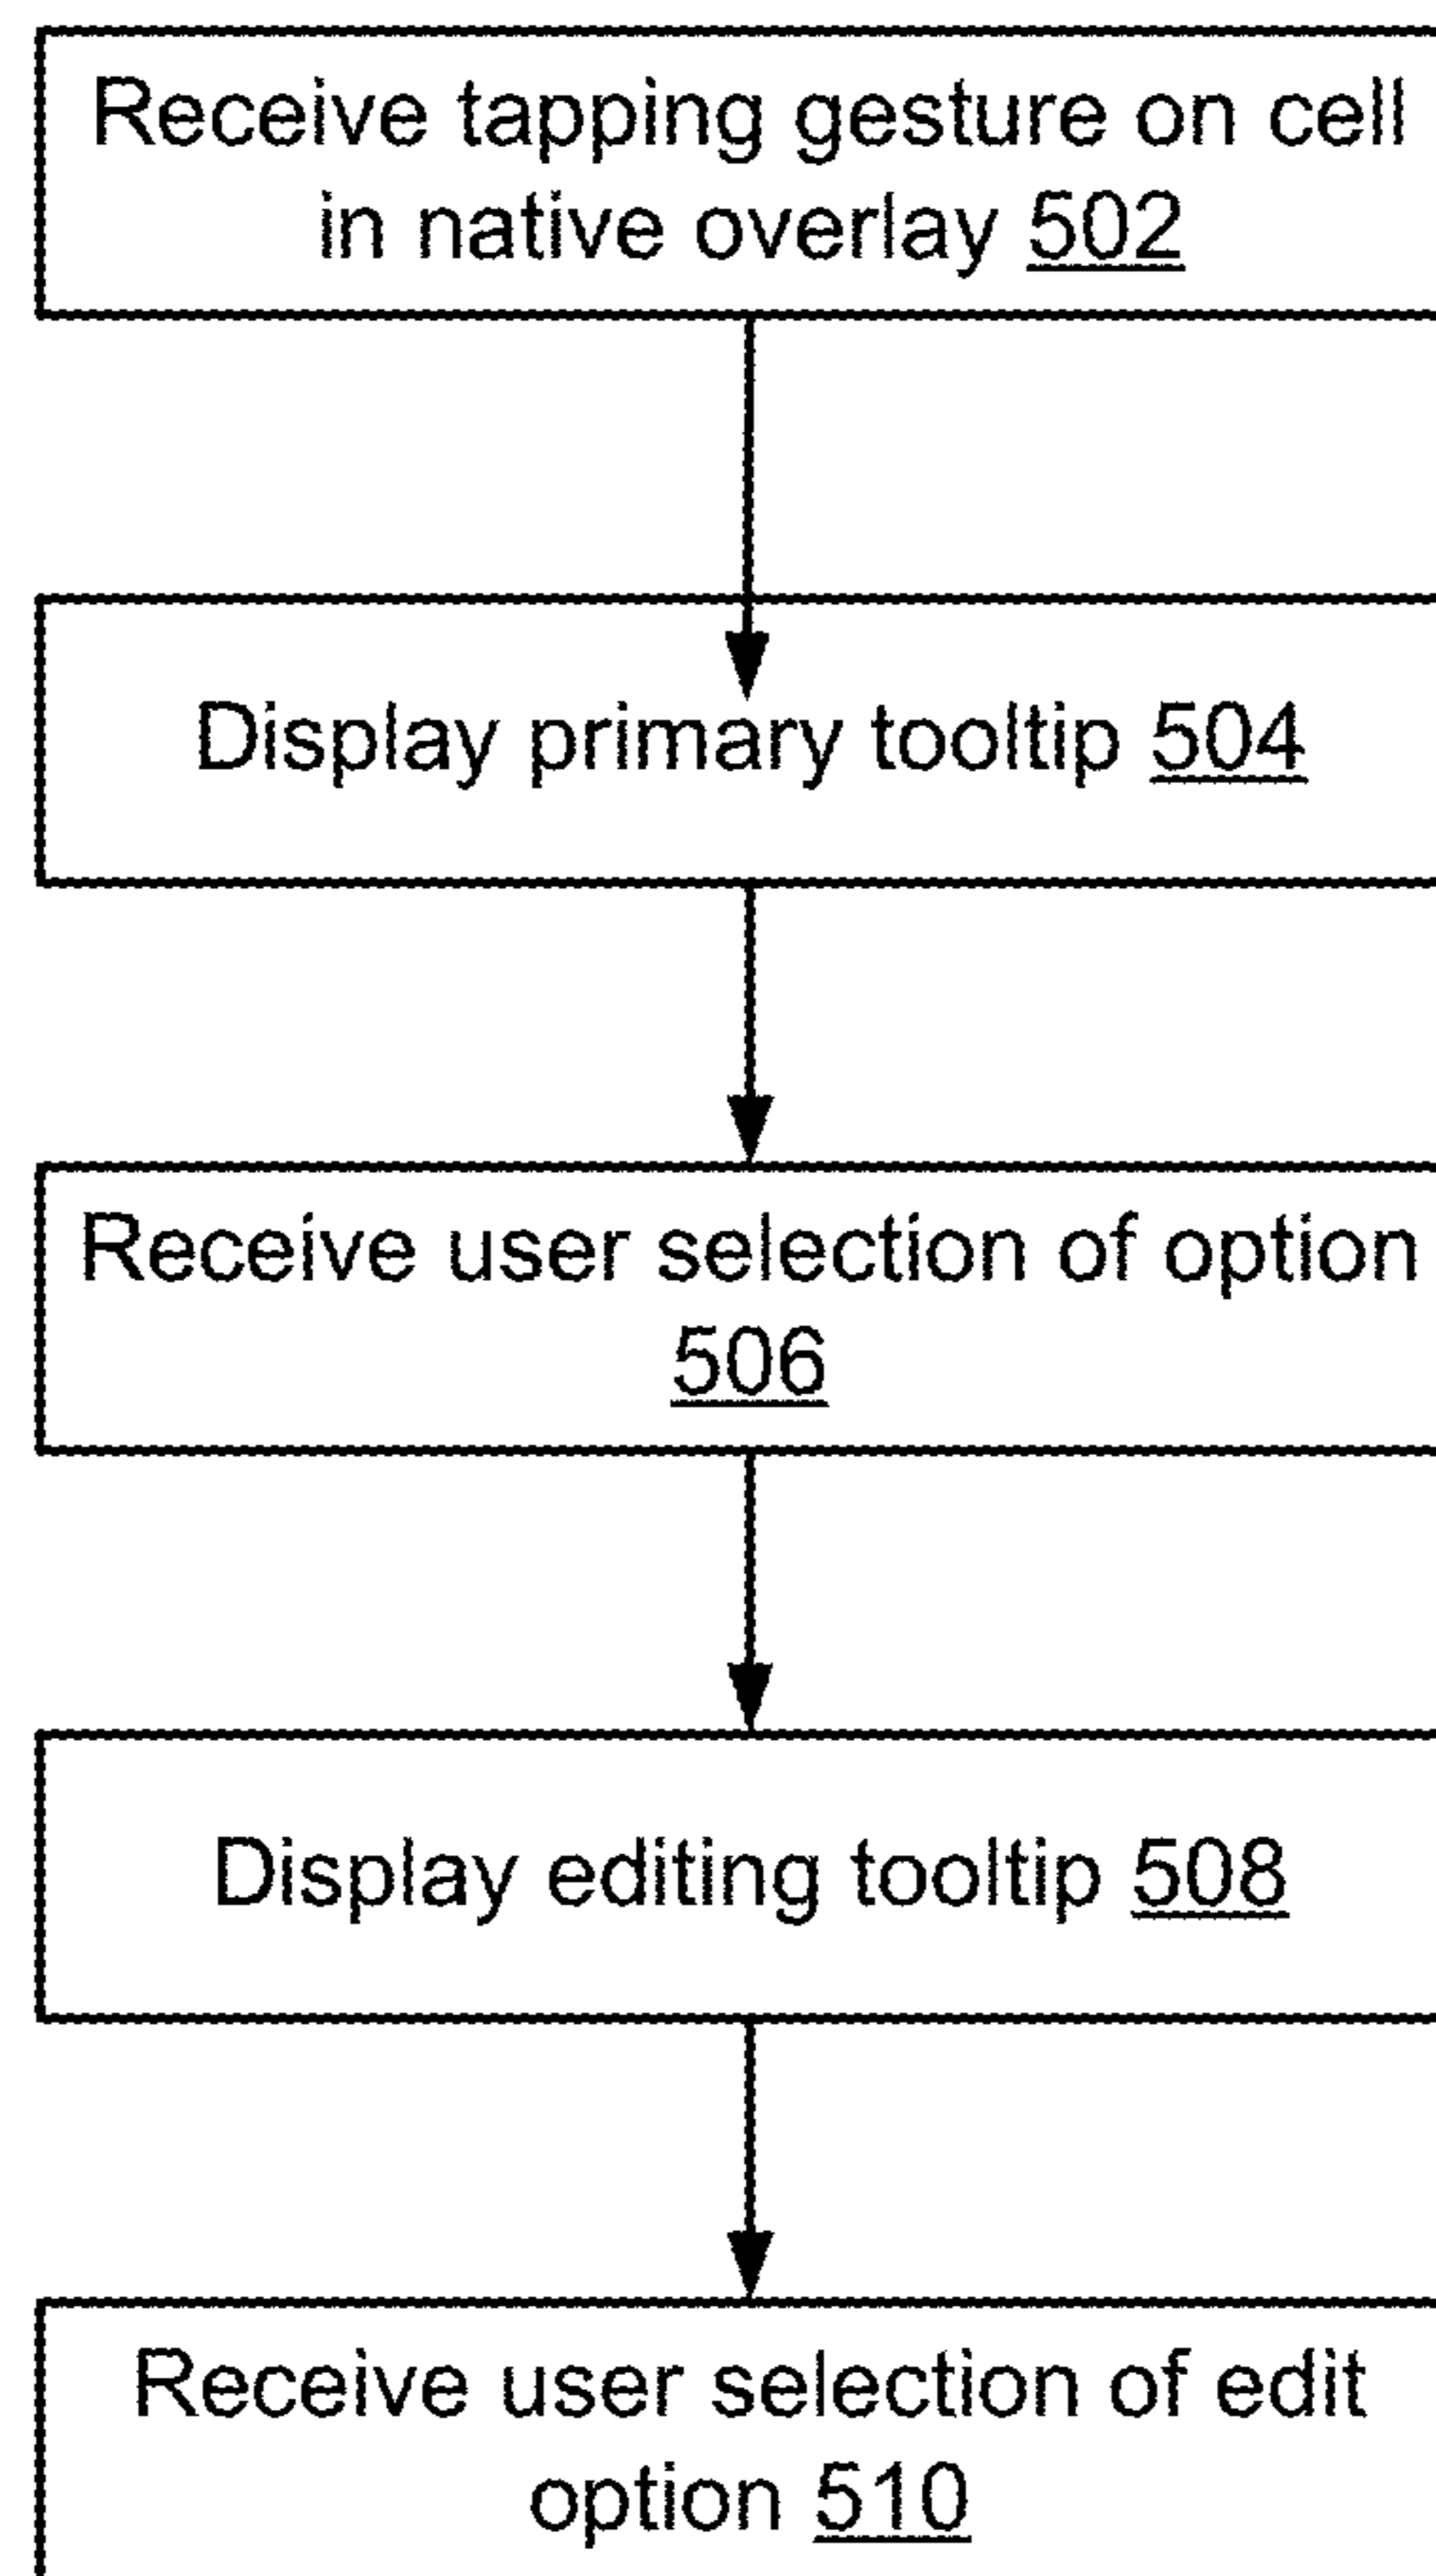 Receive tapping gesture on cell
in native overlay 502
Display primary tooltip 504
Receive user selection of option
506
Display editing tooltip 508
Receive user selection of edit
option 510